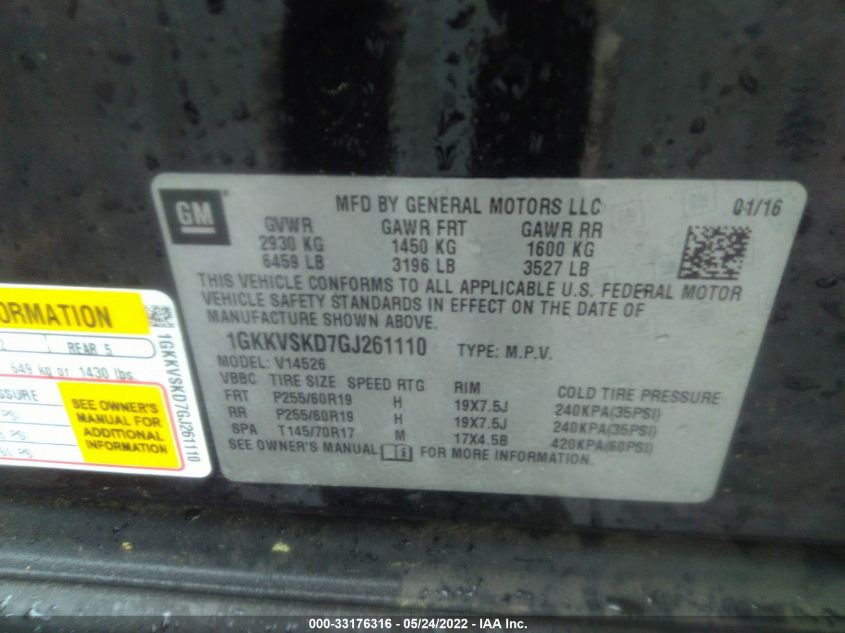 GM
MFD BY GENERAL MOTORS LLC 01/16
GVWR GAWR FRT GAWR RR
2930 KG 1450 KG 1600 KG
6459 LB 3196 LB 3527 LB
THIS VEHICLE CONFORMS TO ALL APPLICABLE U.S. FEDERAL MOTOR
VEHICLE SAFETY STANDARDS IN EFFECT ON THE DATE OF
MANUFACTURE SHOWN ABOVE.
1GKKVSKD7GJ261110 TYPE: M.P.V.
MODEL: V14526
VBBC TIRE SIZE SPEED RTG RIM COLD TIRE PRESSURE
FRT P255/60R19 H 19X7.5J 240KPA(35PSI)
RR P255/60R19 H 19X7.5J 240KPA(35PSI)
SPA T145/70R17 M 17X4.5B 420KPA(60PSI)
SEE OWNER'S MANUAL FOR MORE INFORMATION.
ORMATION
2 REAR 5
649 kg or 1430 lbs.
SSURE
PSI
PSI
SEE OWNER'S
MANUAL FOR
ADDITIONAL
INFORMATION
1GKKVSKD7GJ261110
000-33176316 - 05/24/2022 - IAA Inc.